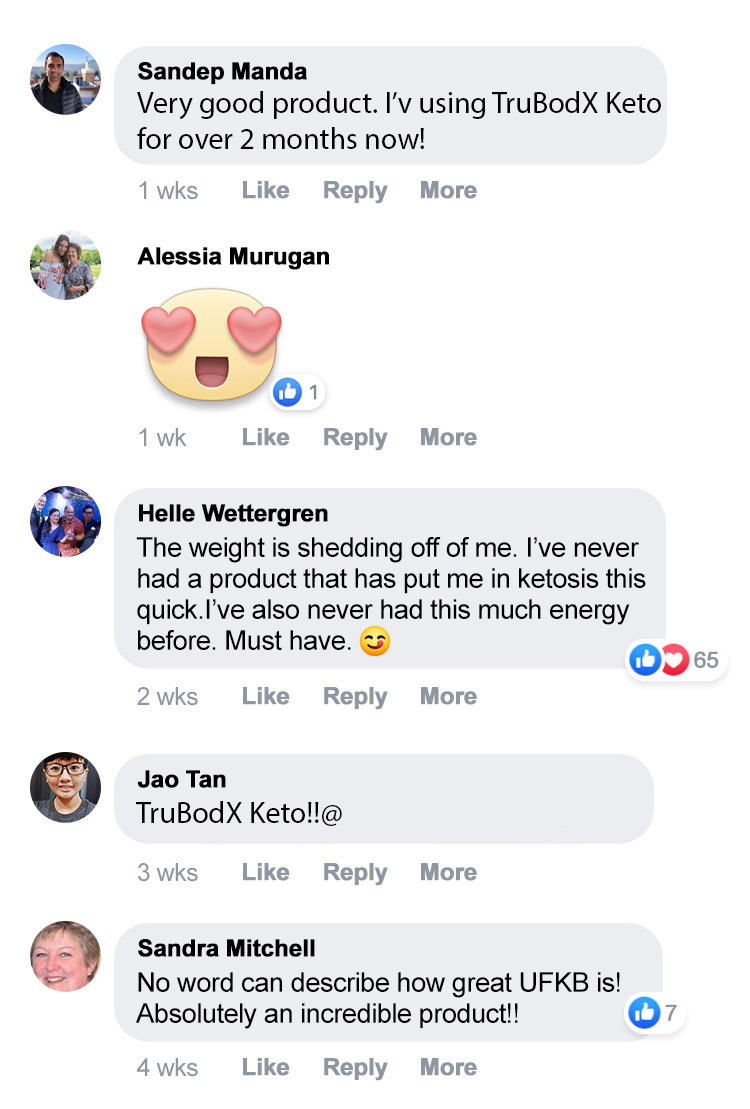 Sandep Manda
Very good product. I'v using TruBodX Keto
for over 2 months now!
1 wks Like Reply More
Alessia Murugan
1
1 wk Like Reply More
Helle Wettergren
The weight is shedding off of me. I've never
had a product that has put me in ketosis this
quick.I've also never had this much energy
before. Must have. 😋
65
2 wks Like Reply More
Jao Tan
TruBodX Keto!!@
3 wks Like Reply More
Sandra Mitchell
No word can describe how great UFKB is!
Absolutely an incredible product!!
7
4 wks Like Reply More